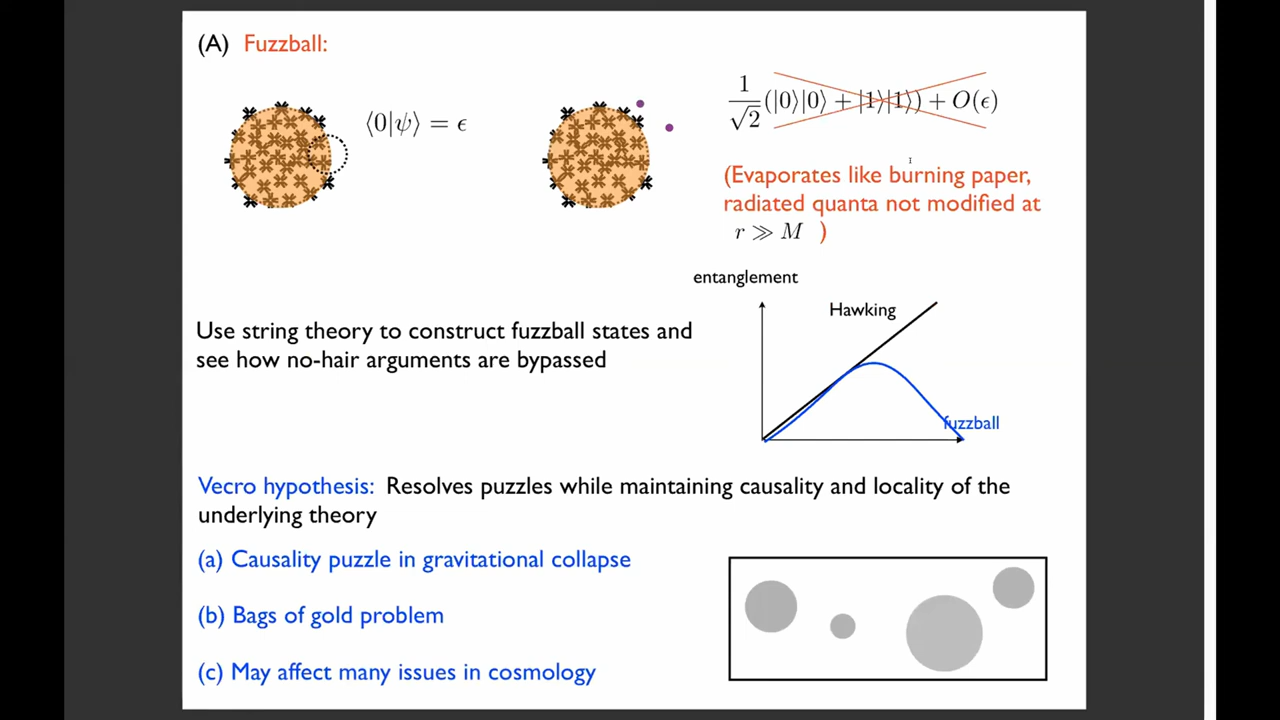 (A) Fuzzball:
⟨0|ψ⟩ = ϵ
1/√2 (|0⟩|0⟩ + |1⟩|1⟩) + O(ϵ)
(Evaporates like burning paper,
radiated quanta not modified at
r ≫ M )
entanglement
Hawking
Use string theory to construct fuzzball states and
see how no-hair arguments are bypassed
fuzzball
Vecro hypothesis: Resolves puzzles while maintaining causality and locality of the
underlying theory
(a) Causality puzzle in gravitational collapse
(b) Bags of gold problem
(c) May affect many issues in cosmology